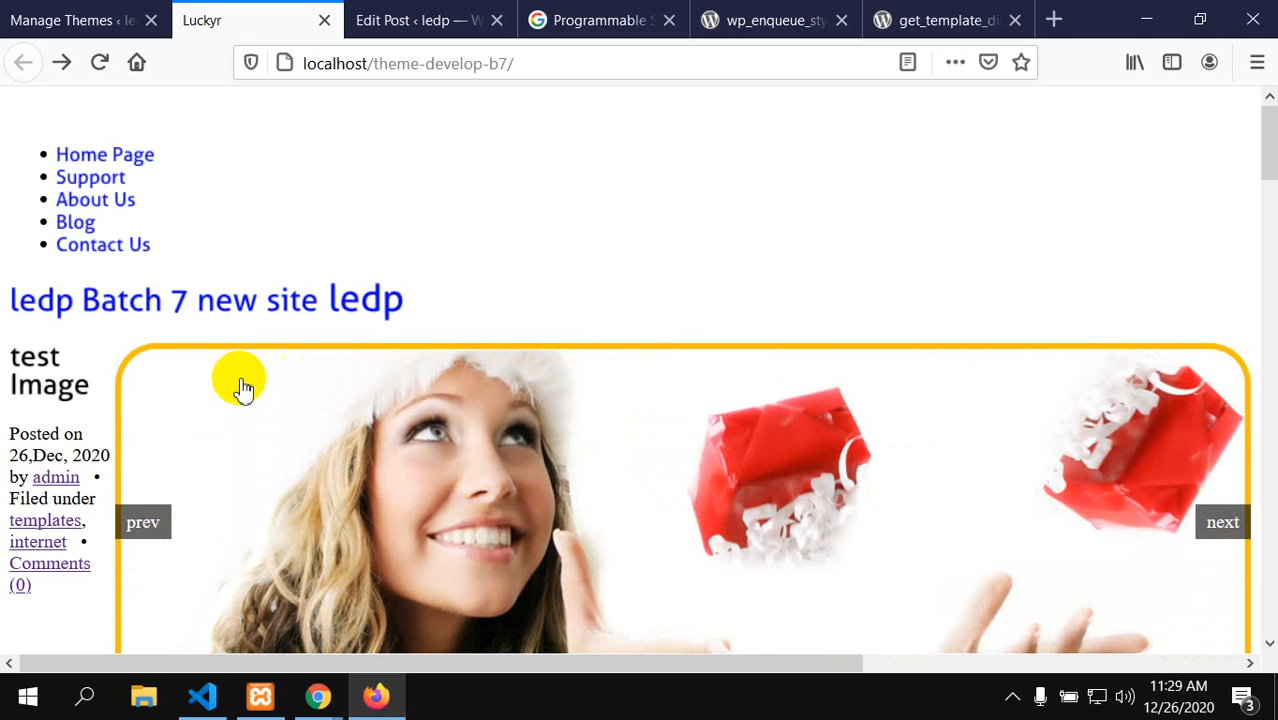 Manage Themes ‹ le
Luckyr
Edit Post ‹ ledp — W
Programmable S
wp_enqueue_sty
get_template_di
localhost/theme-develop-b7/
Home Page
Support
About Us
Blog
Contact Us
ledp Batch 7 new site ledp
test
Image
Posted on
26,Dec, 2020
by admin •
Filed under
templates,
internet •
Comments
(0)
prev
next
11:29 AM
12/26/2020
3